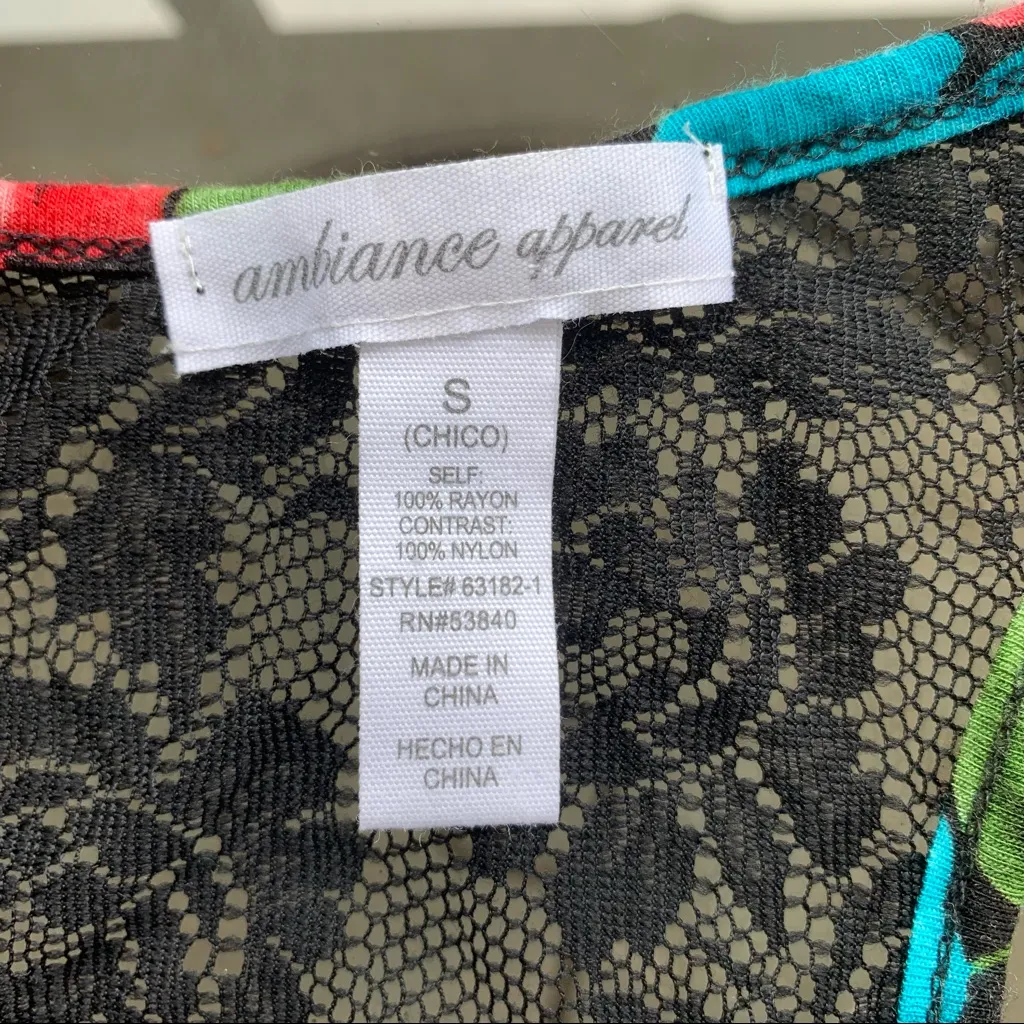 ambiance apparel
S
(CHICO)
SELF:
100% RAYON
CONTRAST:
100% NYLON
STYLE# 63182-1
RN#53840
MADE IN
CHINA
HECHO EN
CHINA